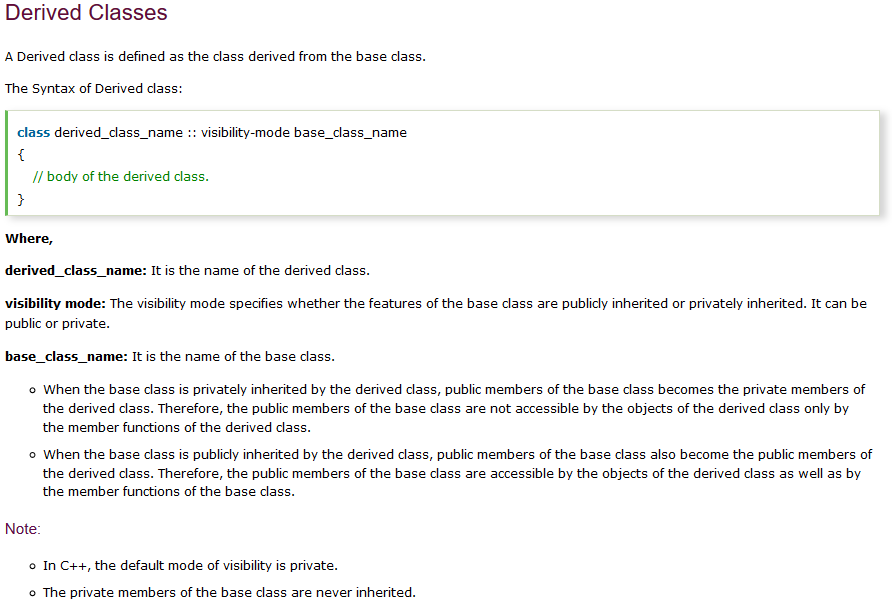 Derived Classes
A Derived class is defined as the class derived from the base class.
The Syntax of Derived class:
class derived_class_name :: visibility-mode base_class_name
{
// body of the derived class.
}
Where,
derived_class_name: It is the name of the derived class.
visibility mode: The visibility mode specifies whether the features of the base class are publicly inherited or privately inherited. It can be
public or private.
base_class_name: It is the name of the base class.
When the base class is privately inherited by the derived class, public members of the base class becomes the private members of
the derived class. Therefore, the public members of the base class are not accessible by the objects of the derived class only by
the member functions of the derived class.
When the base class is publicly inherited by the derived class, public members of the base class also become the public members of
the derived class. Therefore, the public members of the base class are accessible by the objects of the derived class as well as by
the member functions of the base class.
Note:
In C++, the default mode of visibility is private.
The private members of the base class are never inherited.